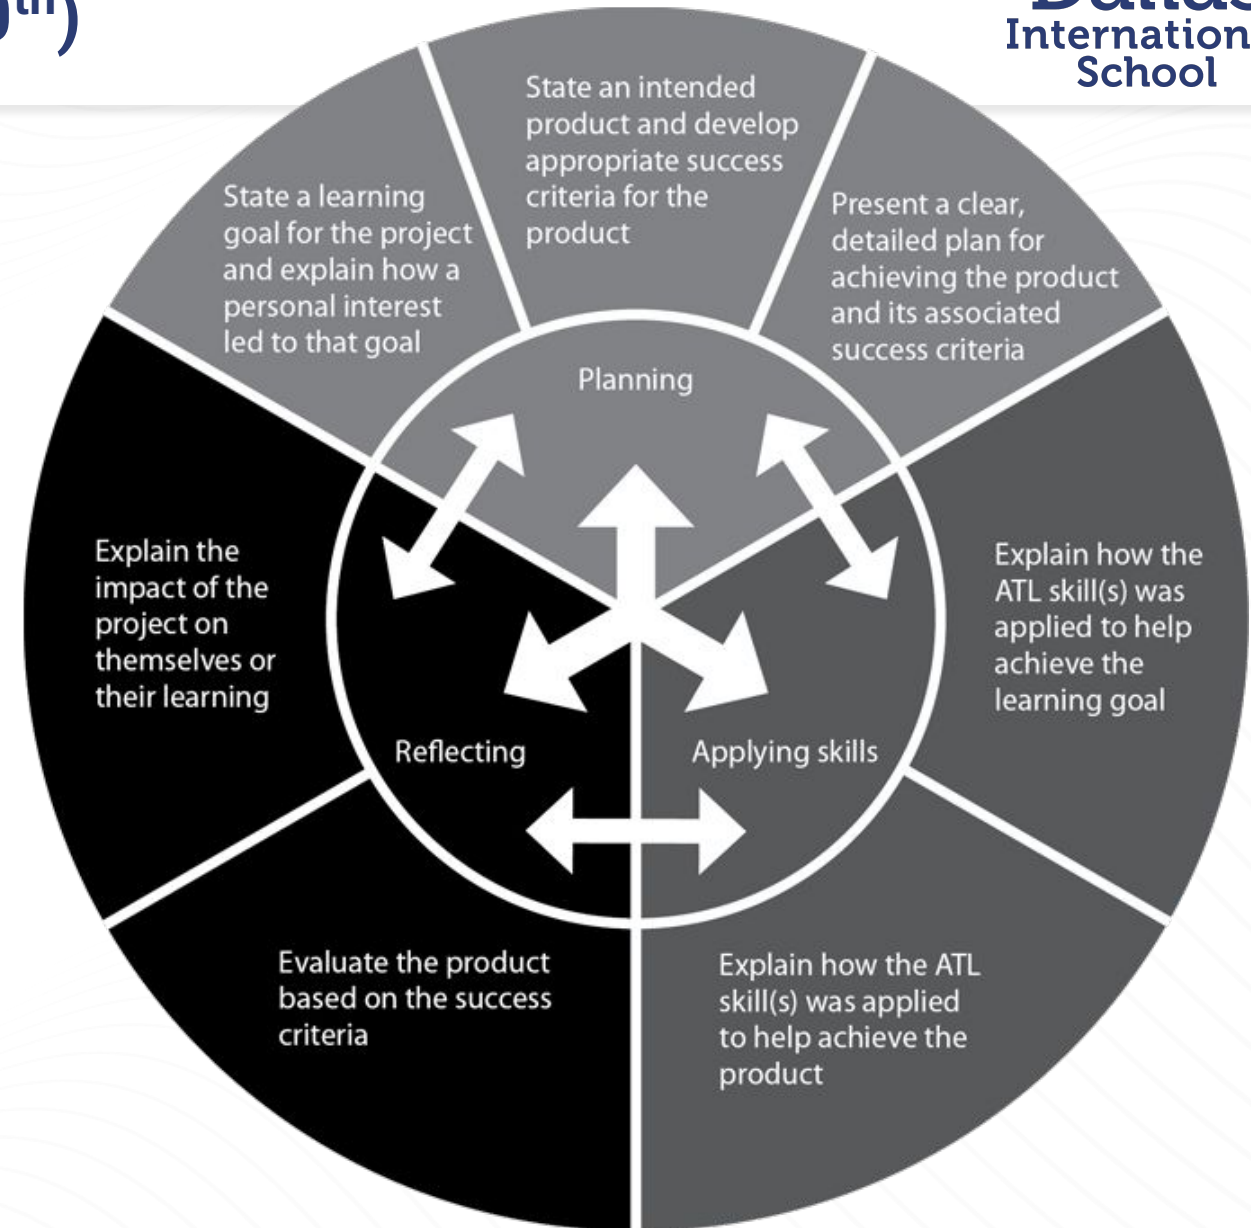 th)
International
School
State an intended
product and develop
appropriate success
criteria for the
product
State a learning
goal for the project
and explain how a
personal interest
led to that goal
Present a clear,
detailed plan for
achieving the product
and its associated
success criteria
Planning
Explain the
impact of the
project on
themselves or
their learning
Explain how the
ATL skill(s) was
applied to help
achieve the
learning goal
Reflecting
Applying skills
Evaluate the product
based on the success
criteria
Explain how the ATL
skill(s) was applied
to help achieve the
product